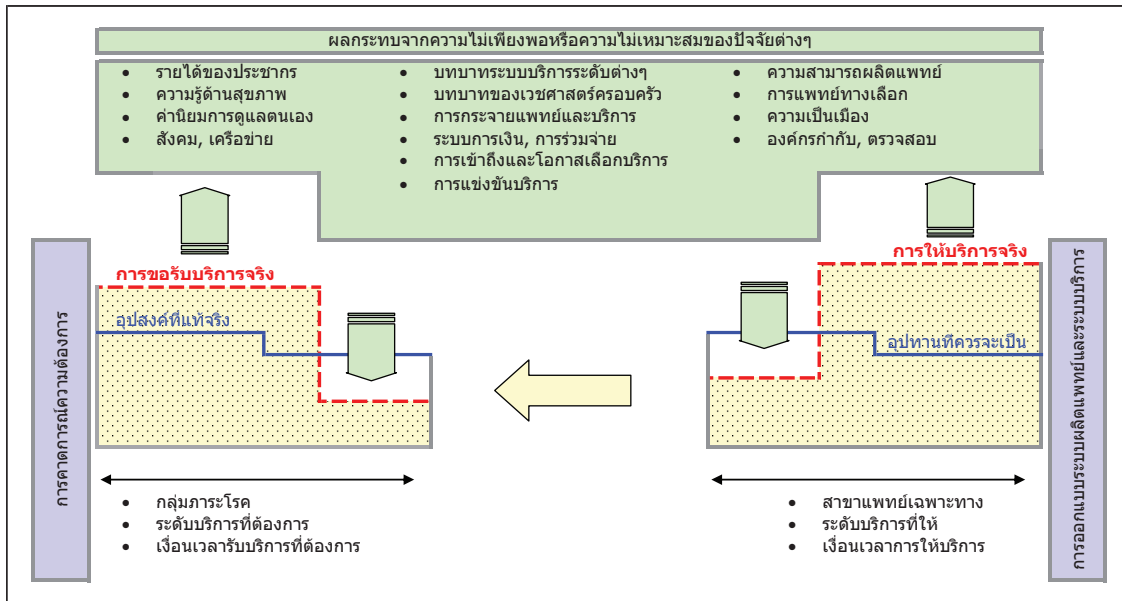 ผลกระทบจากความไม่เพียงพอหรือความไม่เหมาะสมของปัจจัยต่างๆ
• รายได้ของประชากร
• ความรู้ด้านสุขภาพ
• ค่านิยมการดูแลตนเอง
• สังคม, เครือข่าย
• บทบาทระบบบริการระดับต่างๆ
• บทบาทของเวชศาสตร์ครอบครัว
• การกระจายแพทย์และบริการ
• ระบบการเงิน, การร่วมจ่าย
• การเข้าถึงและโอกาสเลือกบริการ
• การแข่งขันบริการ
• ความสามารถผลิตแพทย์
• การแพทย์ทางเลือก
• ความเป็นเมือง
• องค์กรกำกับ, ตรวจสอบ
การคาดการณ์ความต้องการ
การขอรับบริการจริง
อุปสงค์ที่แท้จริง
การให้บริการจริง
อุปทานที่ควรจะเป็น
การออกแบบระบบผลิตแพทย์และระบบบริการ
• กลุ่มภาระโรค
• ระดับบริการที่ต้องการ
• เงื่อนเวลารับบริการที่ต้องการ
• สาขาแพทย์เฉพาะทาง
• ระดับบริการที่ให้
• เงื่อนเวลาการให้บริการ